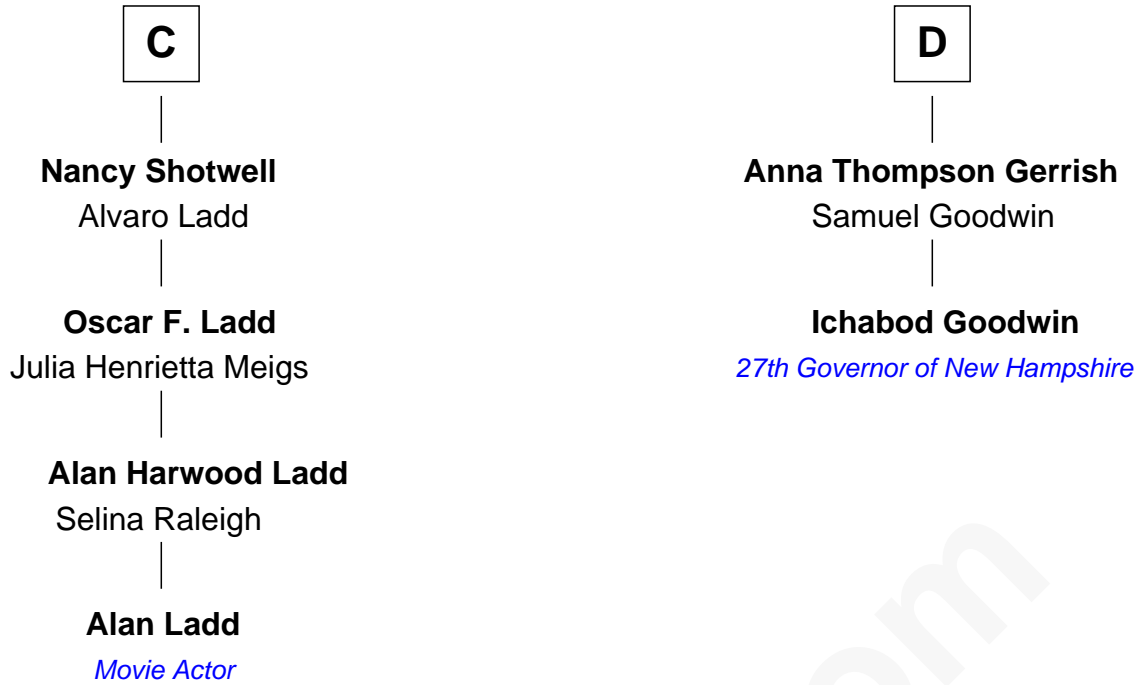 C
Nancy Shotwell
Alvaro Ladd
Oscar F. Ladd
Julia Henrietta Meigs
Alan Harwood Ladd
Selina Raleigh
Alan Ladd
Movie Actor
D
Anna Thompson Gerrish
Samuel Goodwin
Ichabod Goodwin
27th Governor of New Hampshire
om